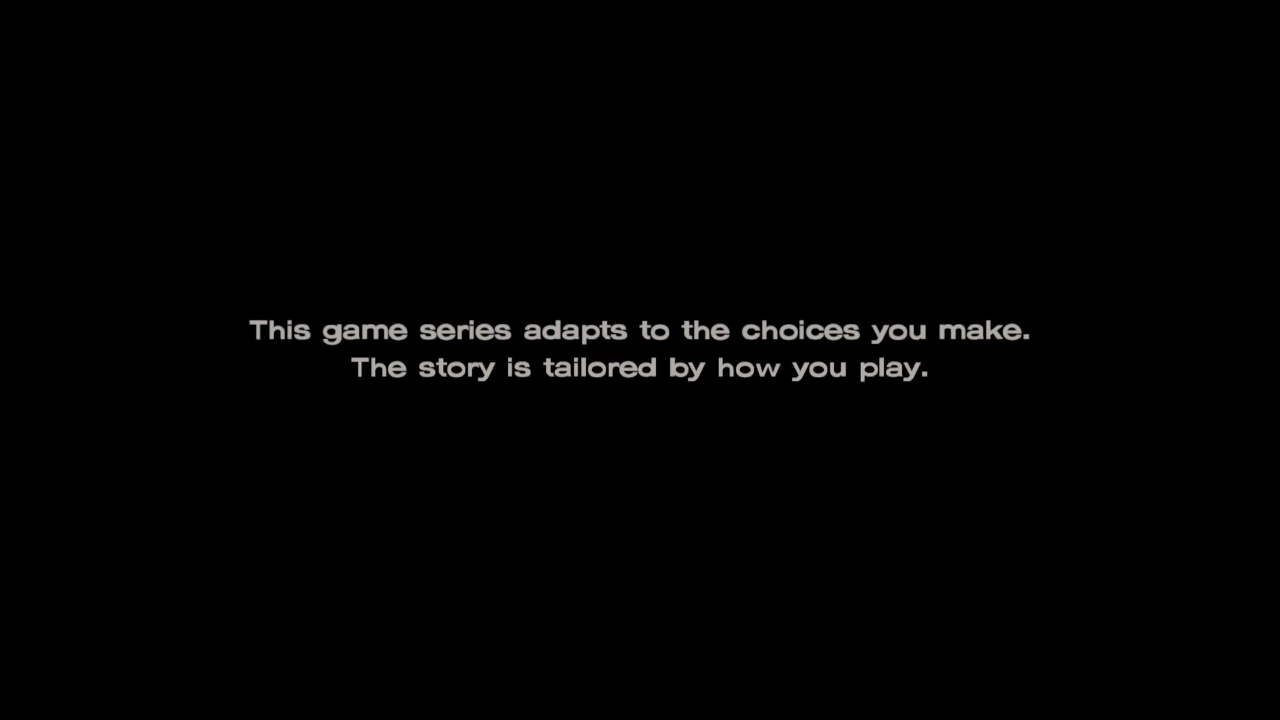 This game series adapts to the choices you make.
The story is tailored by how you play.